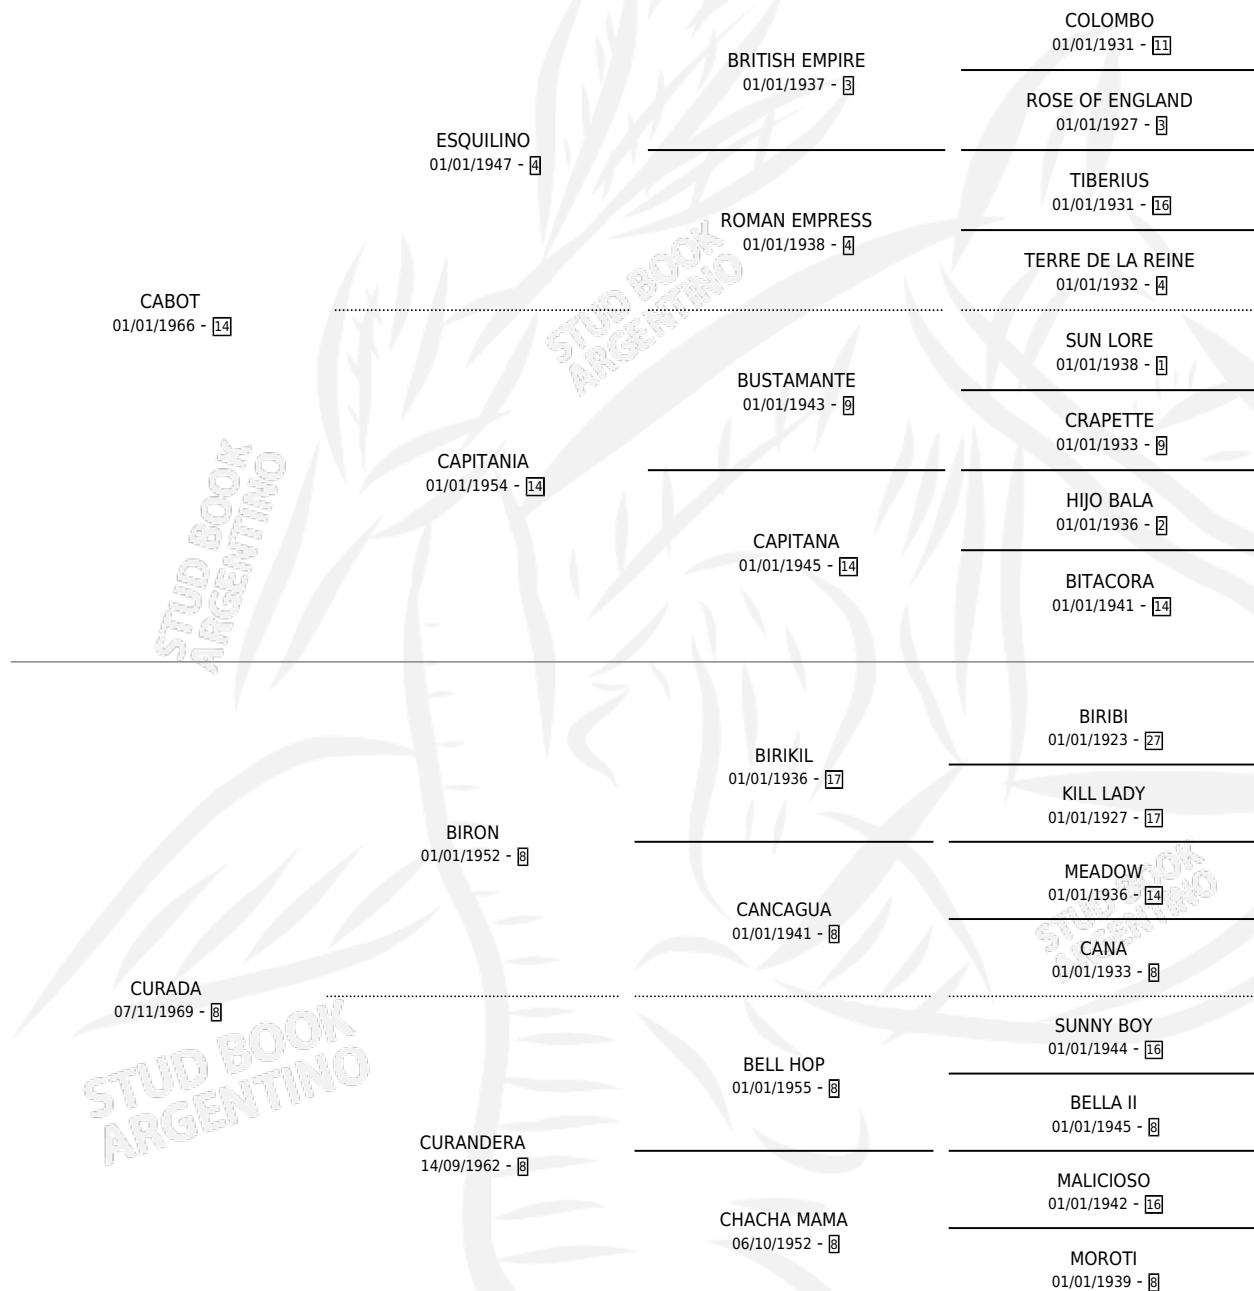 COLOMBO
01/01/1931 - 11
BRITISH EMPIRE
01/01/1937 - 3
ROSE OF ENGLAND
01/01/1927 - 3
ESQUILINO
01/01/1947 - 4
TIBERIUS
01/01/1931 - 16
ROMAN EMPRESS
01/01/1938 - 4
TERRE DE LA REINE
01/01/1932 - 4
CABOT
01/01/1966 - 14
SUN LORE
01/01/1938 - 1
BUSTAMANTE
01/01/1943 - 9
CRAPETTE
01/01/1933 - 9
CAPITANIA
01/01/1954 - 14
HIJO BALA
01/01/1936 - 2
CAPITANA
01/01/1945 - 14
BITACORA
01/01/1941 - 14
BIRIBI
01/01/1923 - 27
BIRIKIL
01/01/1936 - 17
KILL LADY
01/01/1927 - 17
BIRON
01/01/1952 - 8
MEADOW
01/01/1936 - 14
CANCAGUA
01/01/1941 - 8
CANA
01/01/1933 - 8
CURADA
07/11/1969 - 8
SUNNY BOY
01/01/1944 - 16
BELL HOP
01/01/1955 - 8
BELLA II
01/01/1945 - 8
CURANDERA
14/09/1962 - 8
MALICIOSO
01/01/1942 - 16
CHACHA MAMA
06/10/1952 - 8
MOROTI
01/01/1939 - 8
STUD BOOK
ARGENTINO
STUD BOOK
ARGENTINO
STUD BOOK
ARGENTINO
STUD BOOK
ARGENTINO